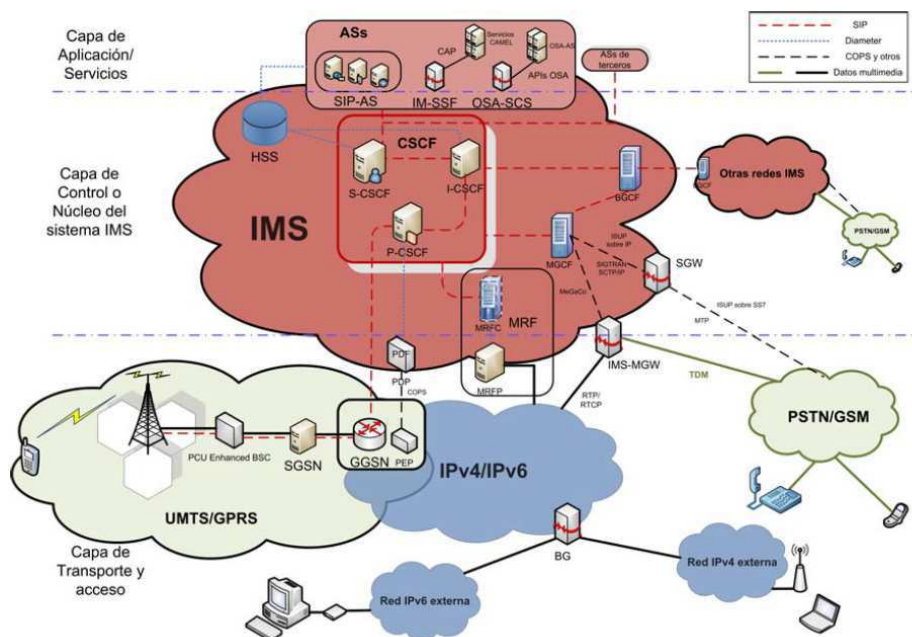 Capa de
Aplicación/
Servicios
ASs
Servicios
CAMEL
CAP
OSA-AS
APIs OSA
SIP-AS
IM-SSF
OSA-SCS
ASs de
terceros
SIP
Diameter
COPS y otros
Datos multimedia
Capa de
Control o
Núcleo del
sistema IMS
HSS
CSCF
S-CSCF
I-CSCF
P-CSCF
IMS
BGCF
Otras redes IMS
PSTN/GSM
MGCF
ISUP
sobre IP
SIGTRAN
SCTP/IP
SGW
MeGaCo
ISUP sobre SS7
MTP
MRFC
MRF
MRFP
IMS-MGW
TDM
RTP/
RTCP
PDF
PDP
COPS
PCU Enhanced BSC
SGSN
GGSN
PEP
IPv4/IPv6
PSTN/GSM
UMTS/GPRS
Capa de
Transporte y
acceso
BG
Red IPv6 externa
Red IPv4 externa